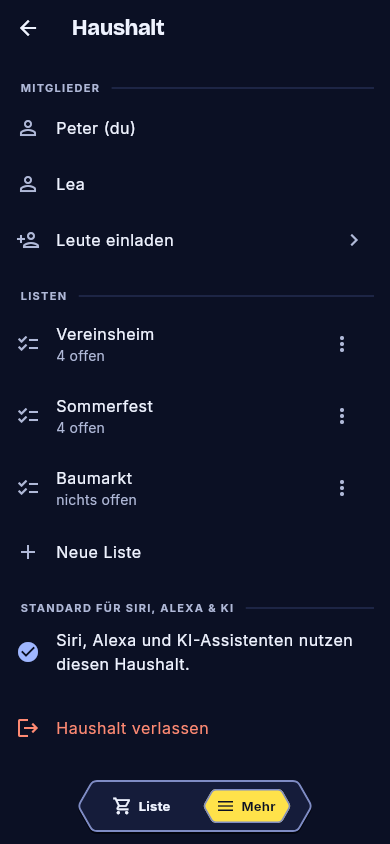 Haushalt
MITGLIEDER
Peter (du)
Lea
Leute einladen
LISTEN
Vereinsheim
4 offen
Sommerfest
4 offen
Baumarkt
nichts offen
Neue Liste
STANDARD FÜR SIRI, ALEXA & KI
Siri, Alexa und KI-Assistenten nutzen
diesen Haushalt.
Haushalt verlassen
Liste
Mehr